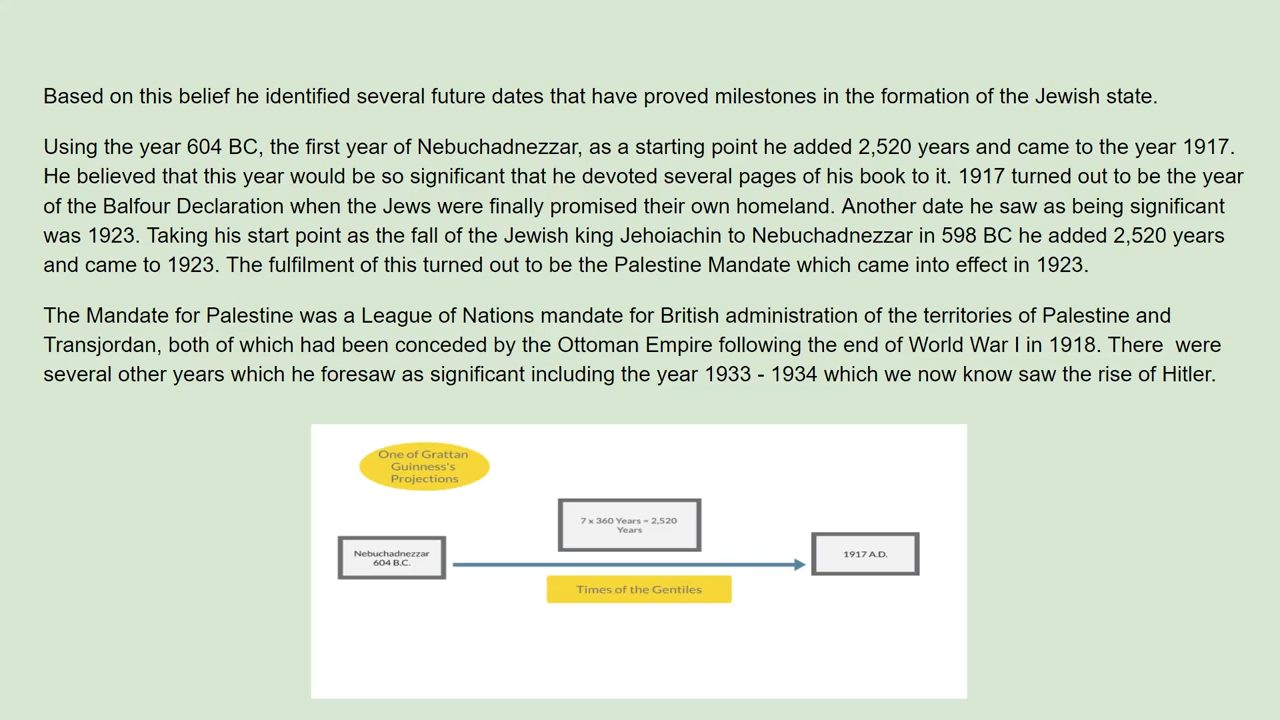 Based on this belief he identified several future dates that have proved milestones in the formation of the Jewish state.
Using the year 604 BC, the first year of Nebuchadnezzar, as a starting point he added 2,520 years and came to the year 1917.
He believed that this year would be so significant that he devoted several pages of his book to it. 1917 turned out to be the year
of the Balfour Declaration when the Jews were finally promised their own homeland. Another date he saw as being significant
was 1923. Taking his start point as the fall of the Jewish king Jehoiachin to Nebuchadnezzar in 598 BC he added 2,520 years
and came to 1923. The fulfilment of this turned out to be the Palestine Mandate which came into effect in 1923.
The Mandate for Palestine was a League of Nations mandate for British administration of the territories of Palestine and
Transjordan, both of which had been conceded by the Ottoman Empire following the end of World War I in 1918. There were
several other years which he foresaw as significant including the year 1933 - 1934 which we now know saw the rise of Hitler.
One of Grattan
Guinness's
Projections
7 x 360 Years = 2,520
Years
Nebuchadnezzar
604 B.C.
1917 A.D.
Times of the Gentiles